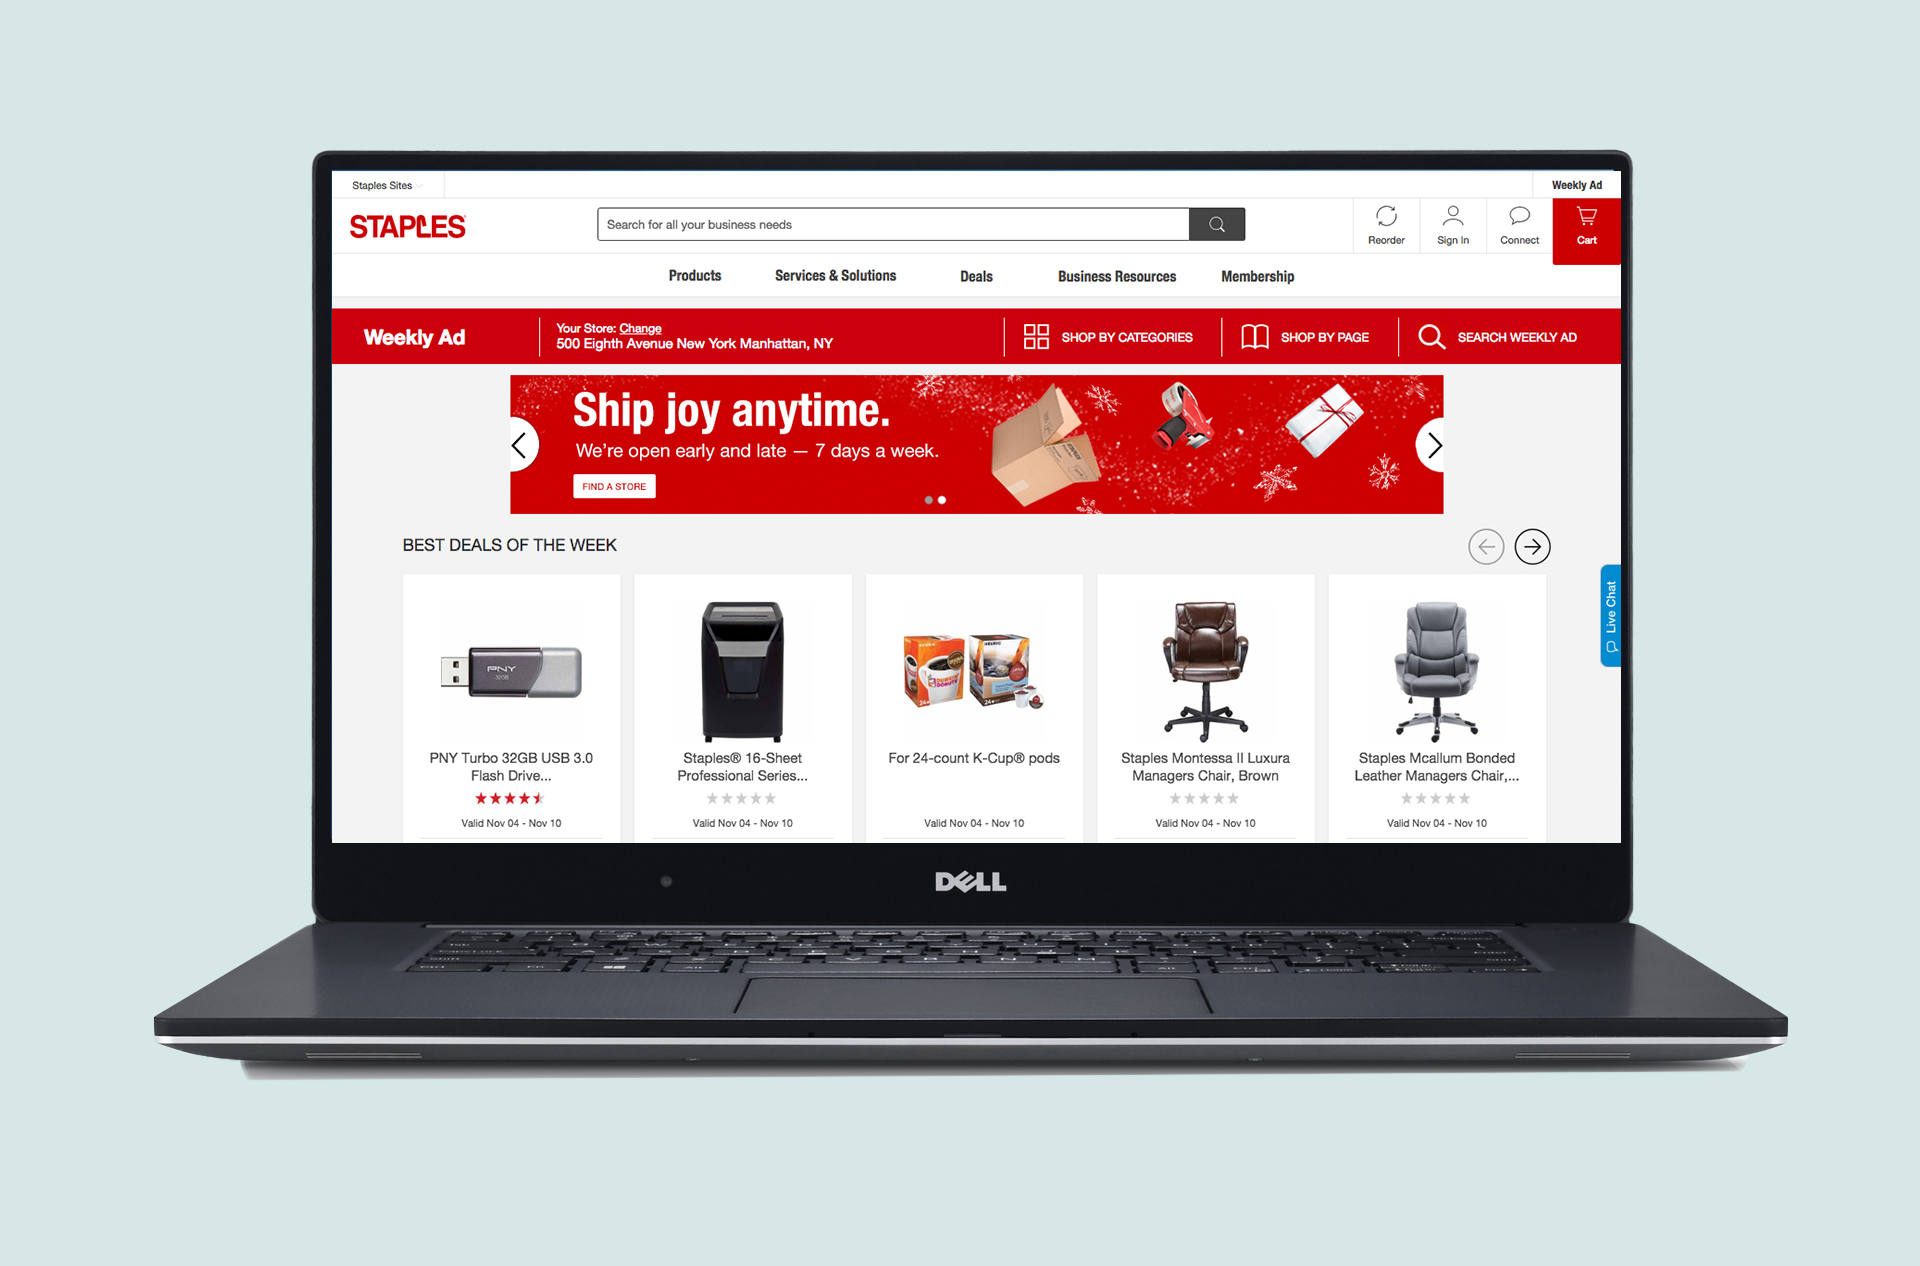 Staples Sites
Weekly Ad
STAPLES
Search for all your business needs
Reorder
Sign In
Connect
Cart
Products
Services & Solutions
Deals
Business Resources
Membership
Weekly Ad
Your Store: Change
500 Eighth Avenue New York Manhattan, NY
SHOP BY CATEGORIES
SHOP BY PAGE
SEARCH WEEKLY AD
Ship joy anytime.
We're open early and late — 7 days a week.
FIND A STORE
BEST DEALS OF THE WEEK
Live Chat
PNY
32GB
PNY Turbo 32GB USB 3.0
Flash Drive...
Valid Nov 04 - Nov 10
Staples® 16-Sheet
Professional Series...
Valid Nov 04 - Nov 10
DUNKIN'
DONUTS
24
24
For 24-count K-Cup® pods
Valid Nov 04 - Nov 10
Staples Montessa II Luxura
Managers Chair, Brown
Valid Nov 04 - Nov 10
Staples Mcallum Bonded
Leather Managers Chair,...
Valid Nov 04 - Nov 10
DELL